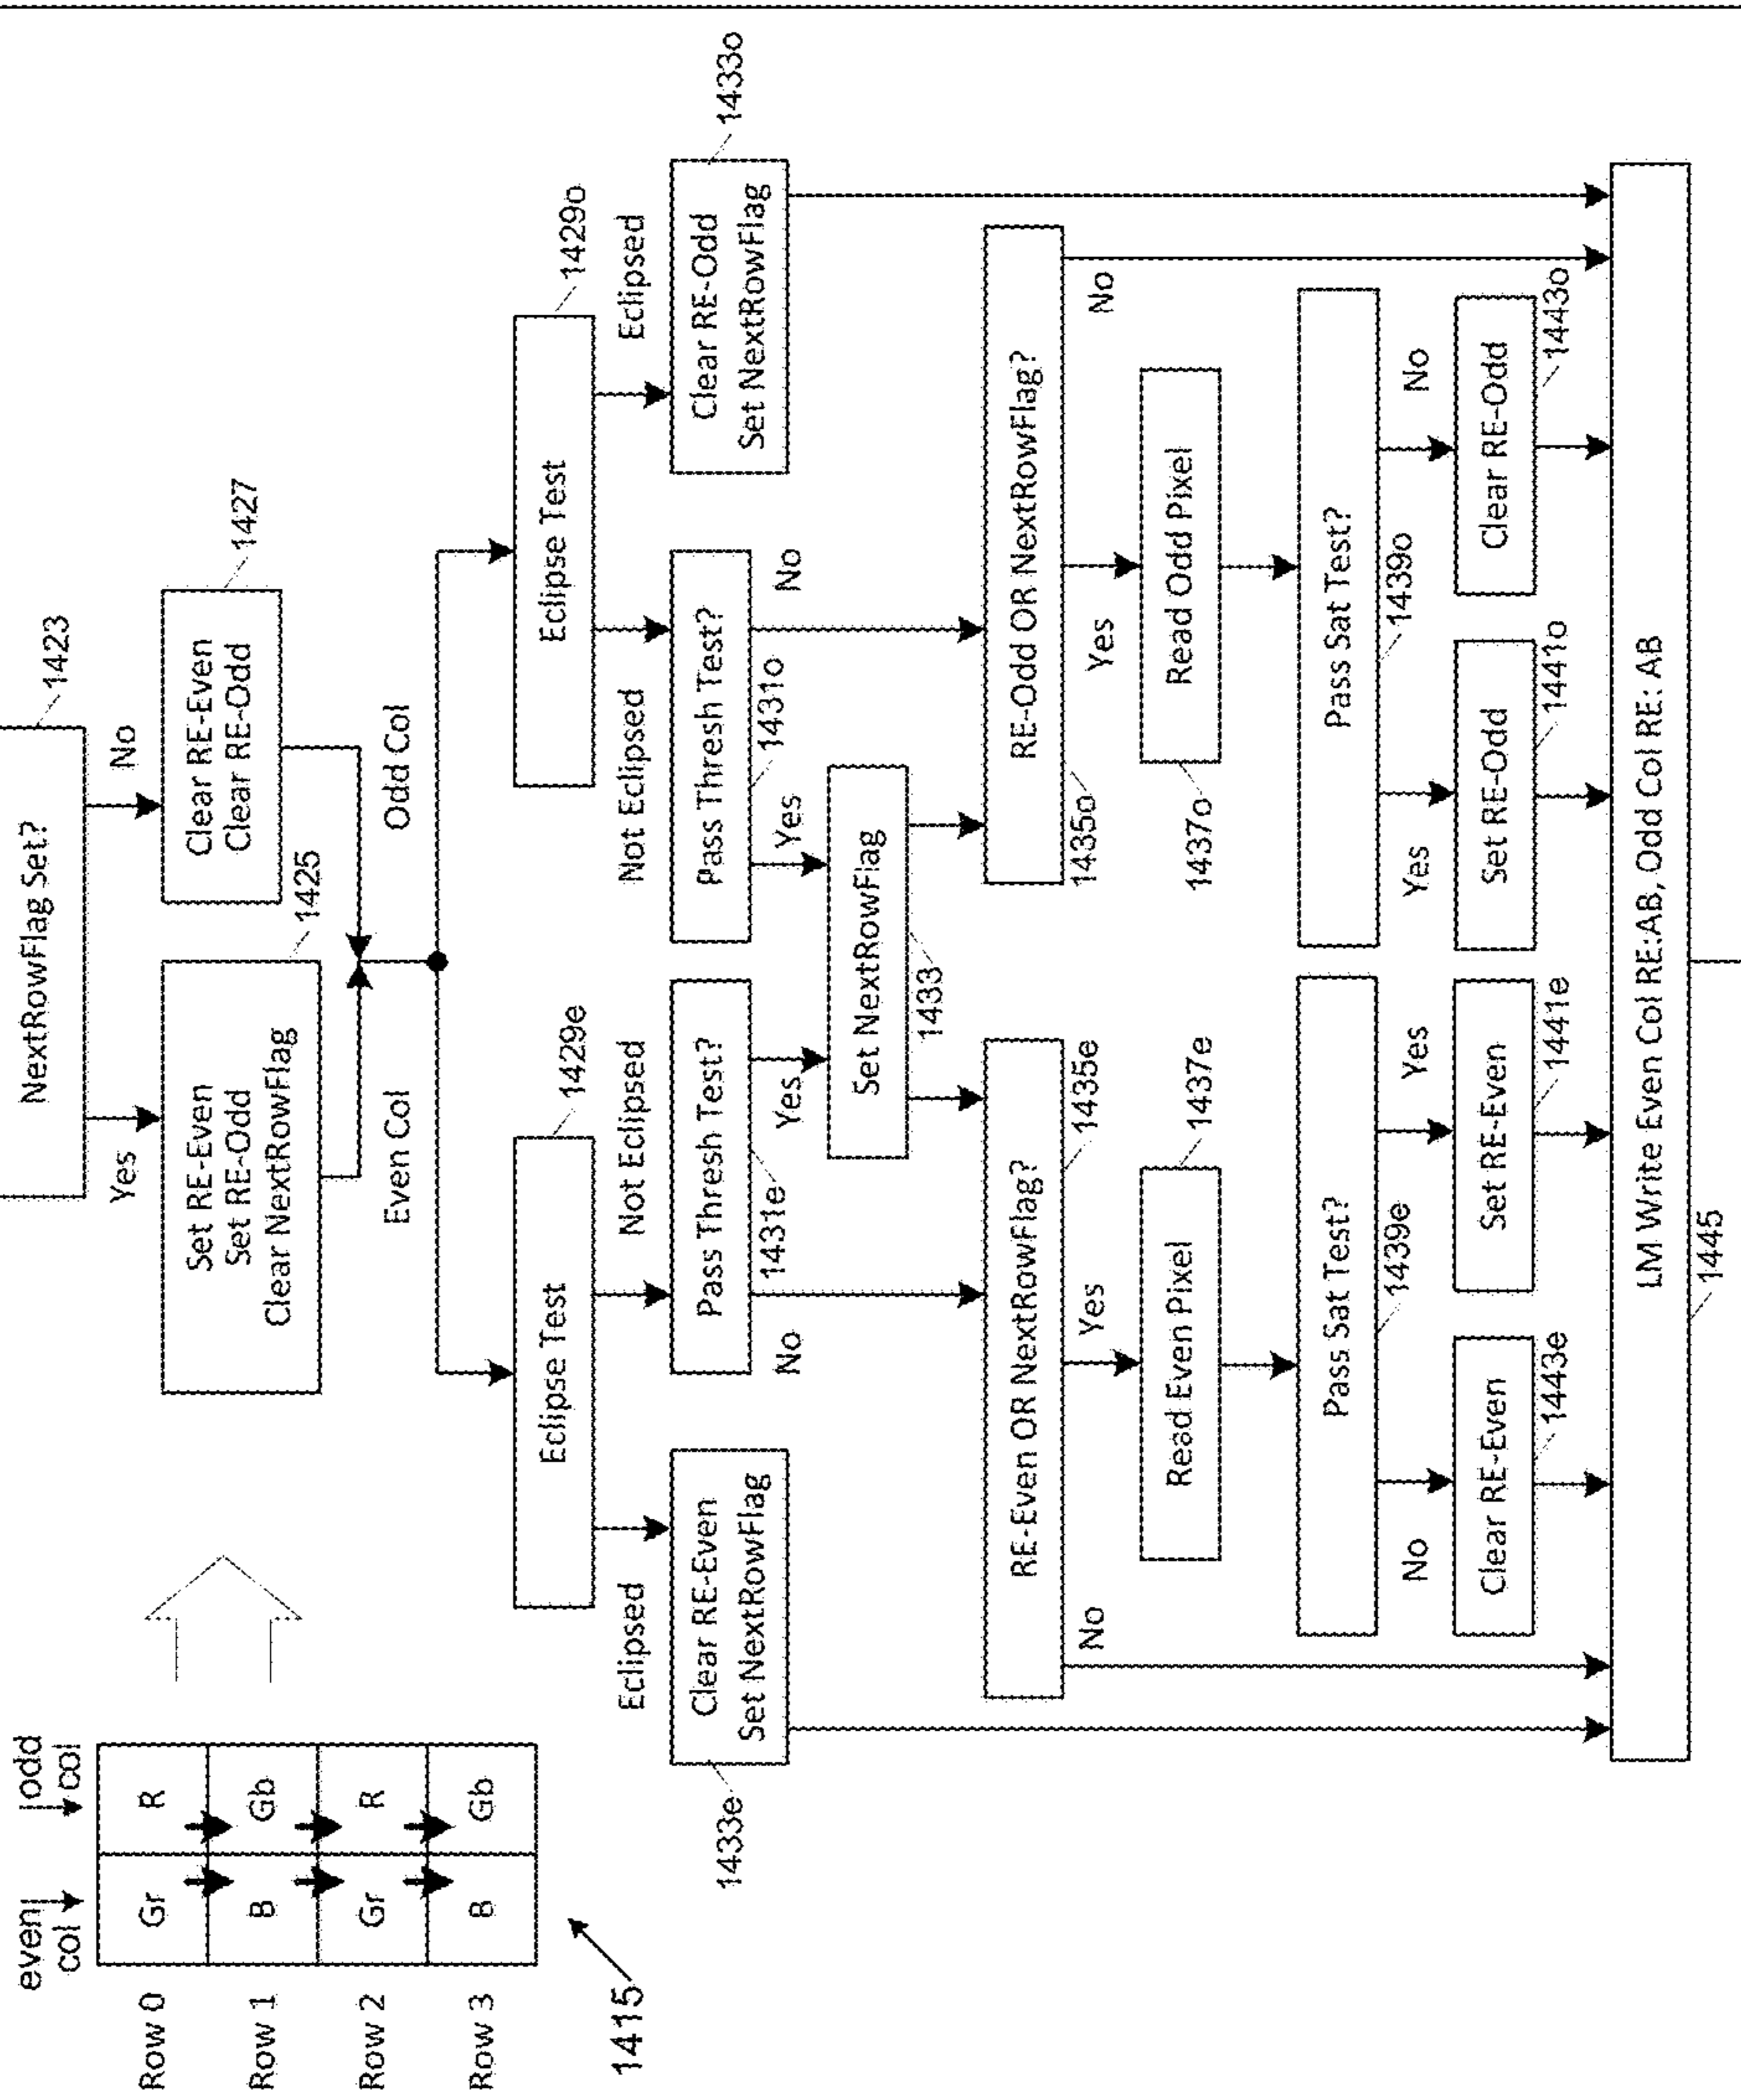 even
col
odd
col
Row 0
Gr
R
Row 1
B
Gb
Row 2
Gr
R
Row 3
B
Gb
1415
NextRowFlag Set?
1423
Yes
No
Set RE-Even
Set RE-Odd
Clear NextRowFlag
1425
Clear RE-Even
Clear RE-Odd
1427
Even Col
Odd Col
Eclipse Test
1429e
Eclipse Test
1429o
Eclipsed
Not Eclipsed
Not Eclipsed
Eclipsed
Clear RE-Even
Set NextRowFlag
1433e
Pass Thresh Test?
1431e
Pass Thresh Test?
1431o
Clear RE-Odd
Set NextRowFlag
1433o
No
Yes
Yes
No
Set NextRowFlag
1433
RE-Even OR NextRowFlag?
1435e
RE-Odd OR NextRowFlag?
1435o
No
Yes
Yes
No
Read Even Pixel
1437e
Read Odd Pixel
1437o
Pass Sat Test?
1439e
Pass Sat Test?
1439o
No
Yes
Yes
No
Clear RE-Even
1443e
Set RE-Even
1441e
Set RE-Odd
1441o
Clear RE-Odd
1443o
LM Write Even Col RE:AB, Odd Col RE: AB
1445